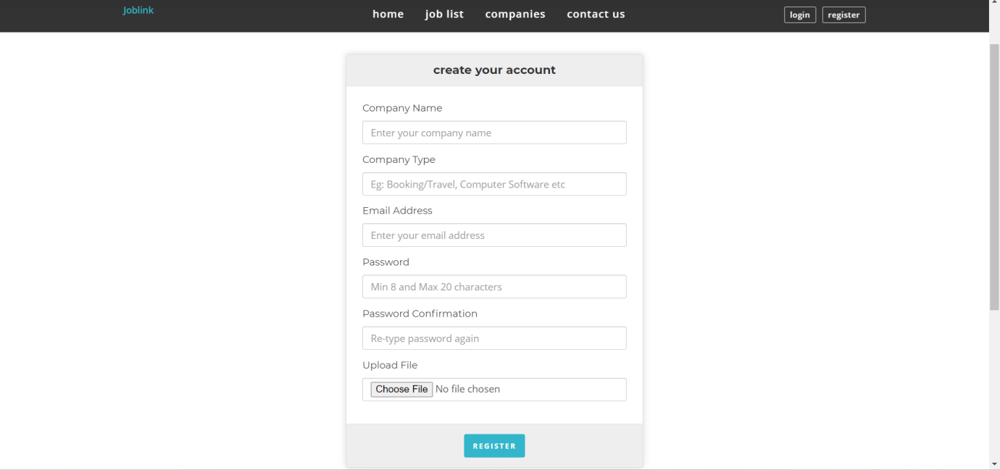 Joblink
home job list companies contact us
login register
create your account
Company Name
Enter your company name
Company Type
Eg: Booking/Travel, Computer Software etc
Email Address
Enter your email address
Password
Min 8 and Max 20 characters
Password Confirmation
Re-type password again
Upload File
Choose File No file chosen
REGISTER